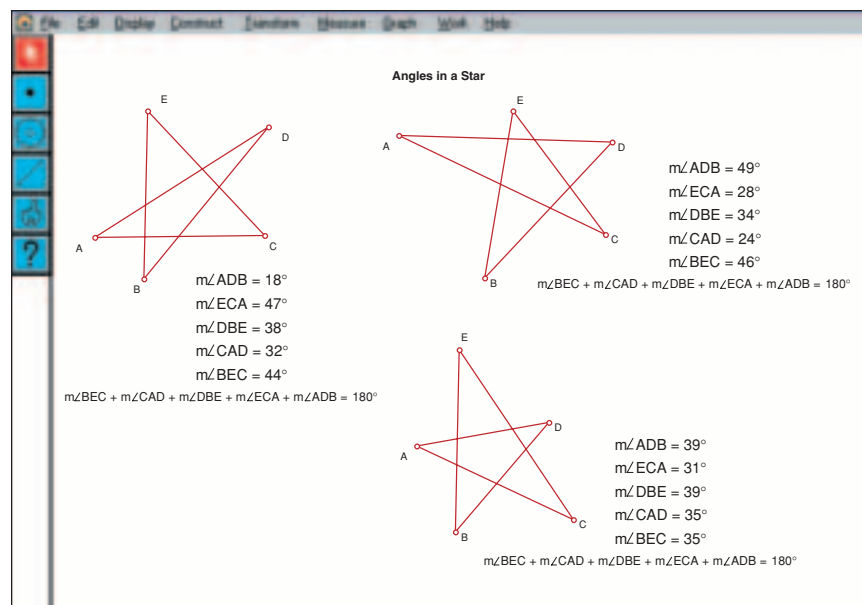 File Edit Display Construct Transform Measure Graph Work Help
Angles in a Star
E
D
A
C
B
m∠ADB = 18°
m∠ECA = 47°
m∠DBE = 38°
m∠CAD = 32°
m∠BEC = 44°
m∠BEC + m∠CAD + m∠DBE + m∠ECA + m∠ADB = 180°
E
A
D
C
B
m∠ADB = 49°
m∠ECA = 28°
m∠DBE = 34°
m∠CAD = 24°
m∠BEC = 46°
m∠BEC + m∠CAD + m∠DBE + m∠ECA + m∠ADB = 180°
E
D
A
C
B
m∠ADB = 39°
m∠ECA = 31°
m∠DBE = 39°
m∠CAD = 35°
m∠BEC = 35°
m∠BEC + m∠CAD + m∠DBE + m∠ECA + m∠ADB = 180°
?